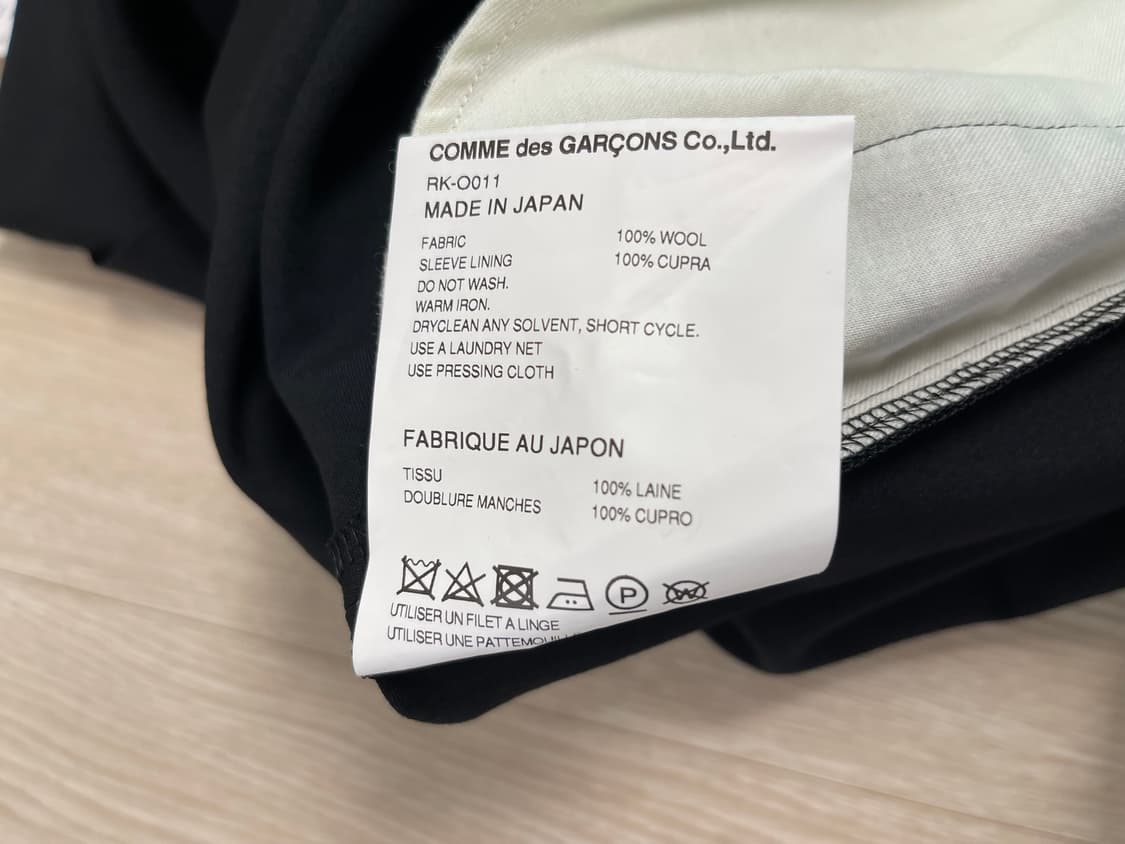 COMME des GARÇONS Co.,Ltd.
RK-O011
MADE IN JAPAN
FABRIC 100% WOOL
SLEEVE LINING 100% CUPRA
DO NOT WASH.
WARM IRON.
DRYCLEAN ANY SOLVENT, SHORT CYCLE.
USE A LAUNDRY NET
USE PRESSING CLOTH
FABRIQUE AU JAPON
TISSU 100% LAINE
DOUBLURE MANCHES 100% CUPRO
P W
UTILISER UN FILET A LINGE
UTILISER UNE